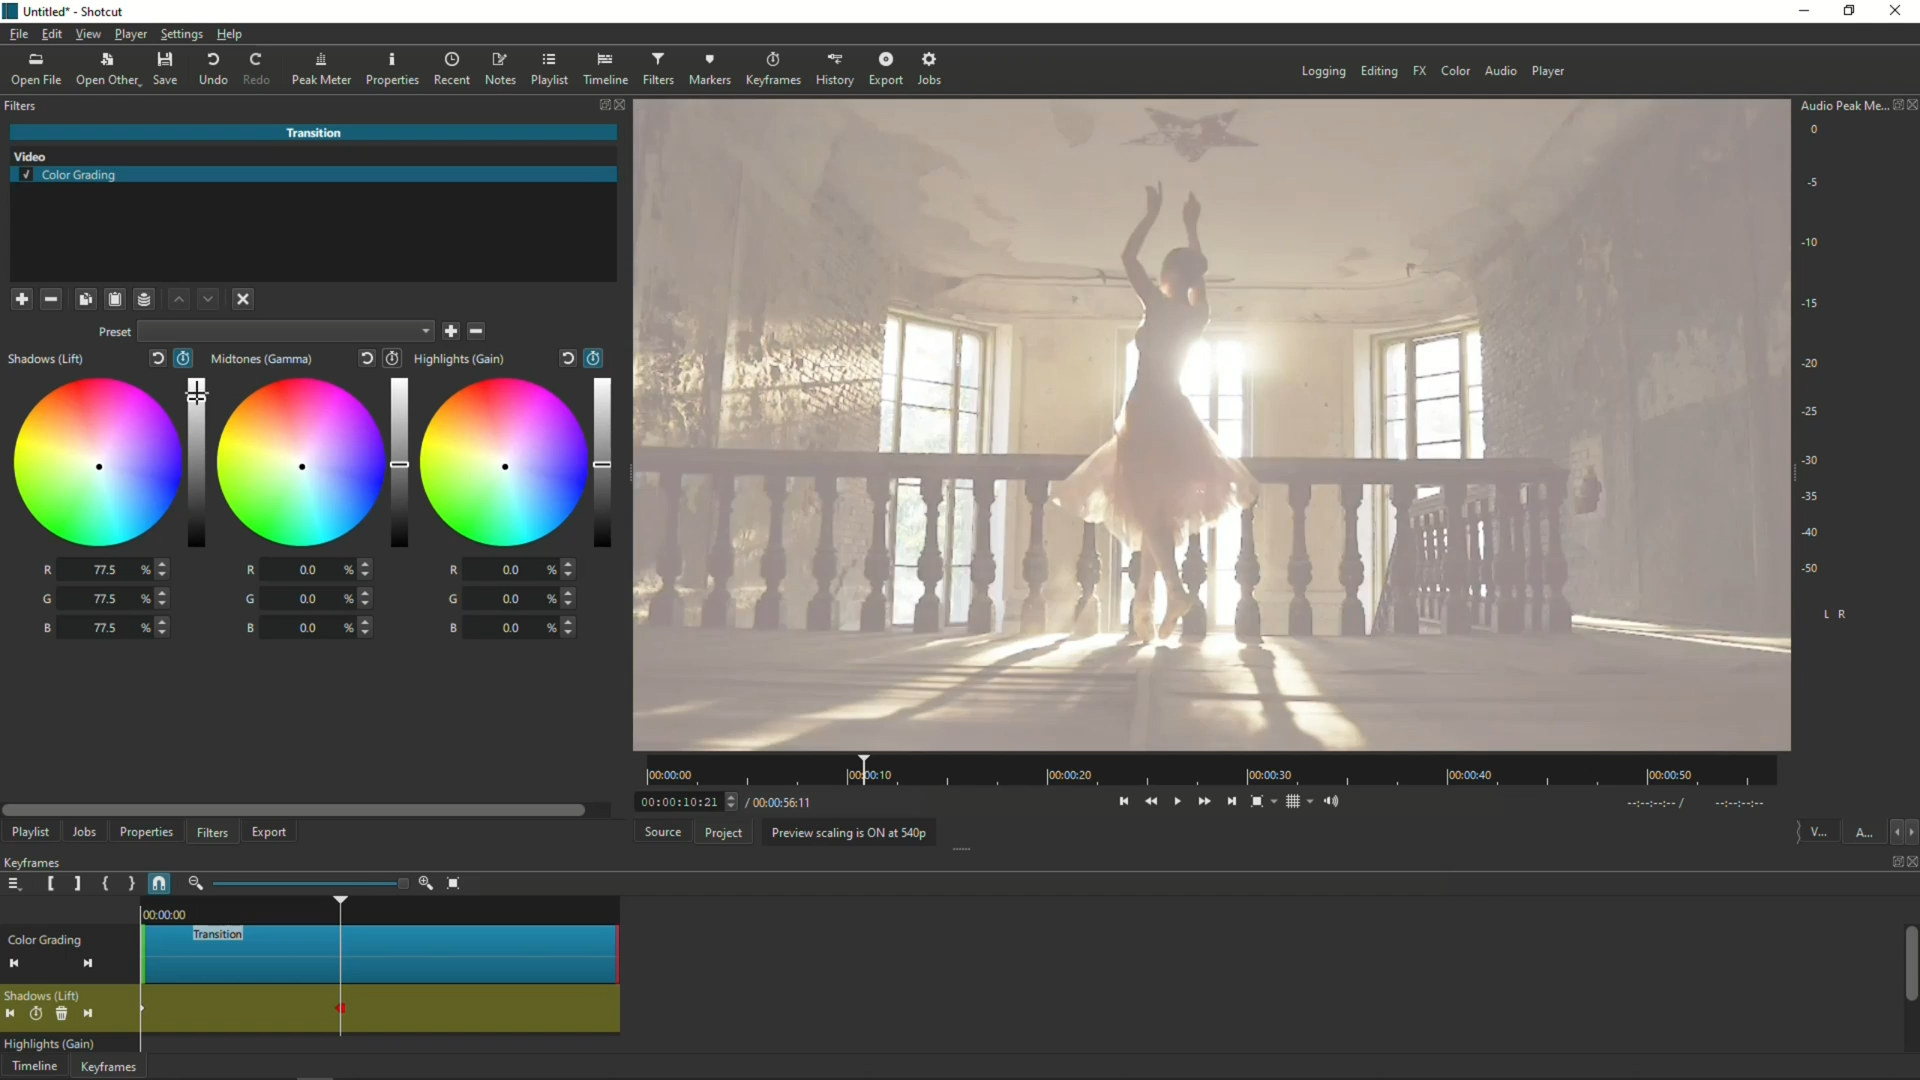 Untitled* - Shotcut
File Edit View Player Settings Help
Open File Open Other Save Undo Redo Peak Meter Properties Recent Notes Playlist Timeline Filters Markers Keyframes History Export Jobs
Logging Editing FX Color Audio Player
Filters
Audio Peak Me...
Transition
Video
Color Grading
Preset
Shadows (Lift) Midtones (Gamma) Highlights (Gain)
R 77.5 % R 0.0 % R 0.0 %
G 77.5 % G 0.0 % G 0.0 %
B 77.5 % B 0.0 % B 0.0 %
0
-5
-10
-15
-20
-25
-30
-35
-40
-50
L R
00:00:00 00:00:10 00:00:20 00:00:30 00:00:40 00:00:50
00:00:10:21 / 00:00:56:11 --:--:--:-- / --:--:--:--
Playlist Jobs Properties Filters Export
Source Project Preview scaling is ON at 540p
V... A...
Keyframes
00:00:00
Transition
Color Grading
Shadows (Lift)
Highlights (Gain)
Timeline Keyframes